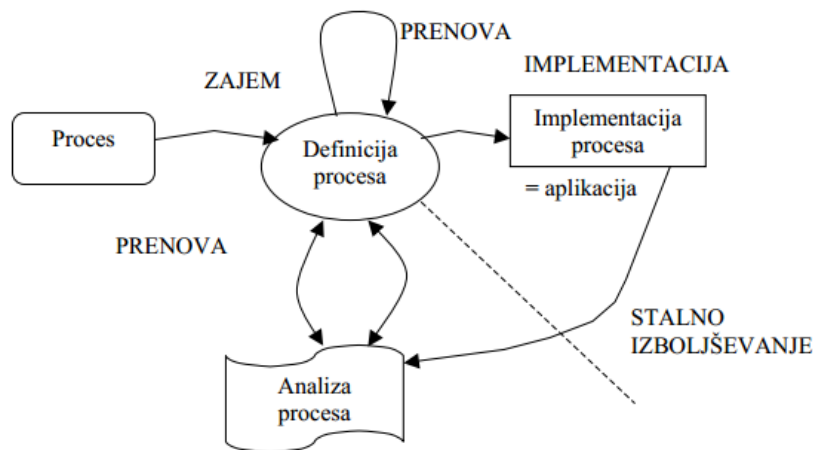 PRENOVA
ZAJEM
IMPLEMENTACIJA
Proces
Definicija
procesa
Implementacija
procesa
= aplikacija
PRENOVA
STALNO
IZBOLJŠEVANJE
Analiza
procesa